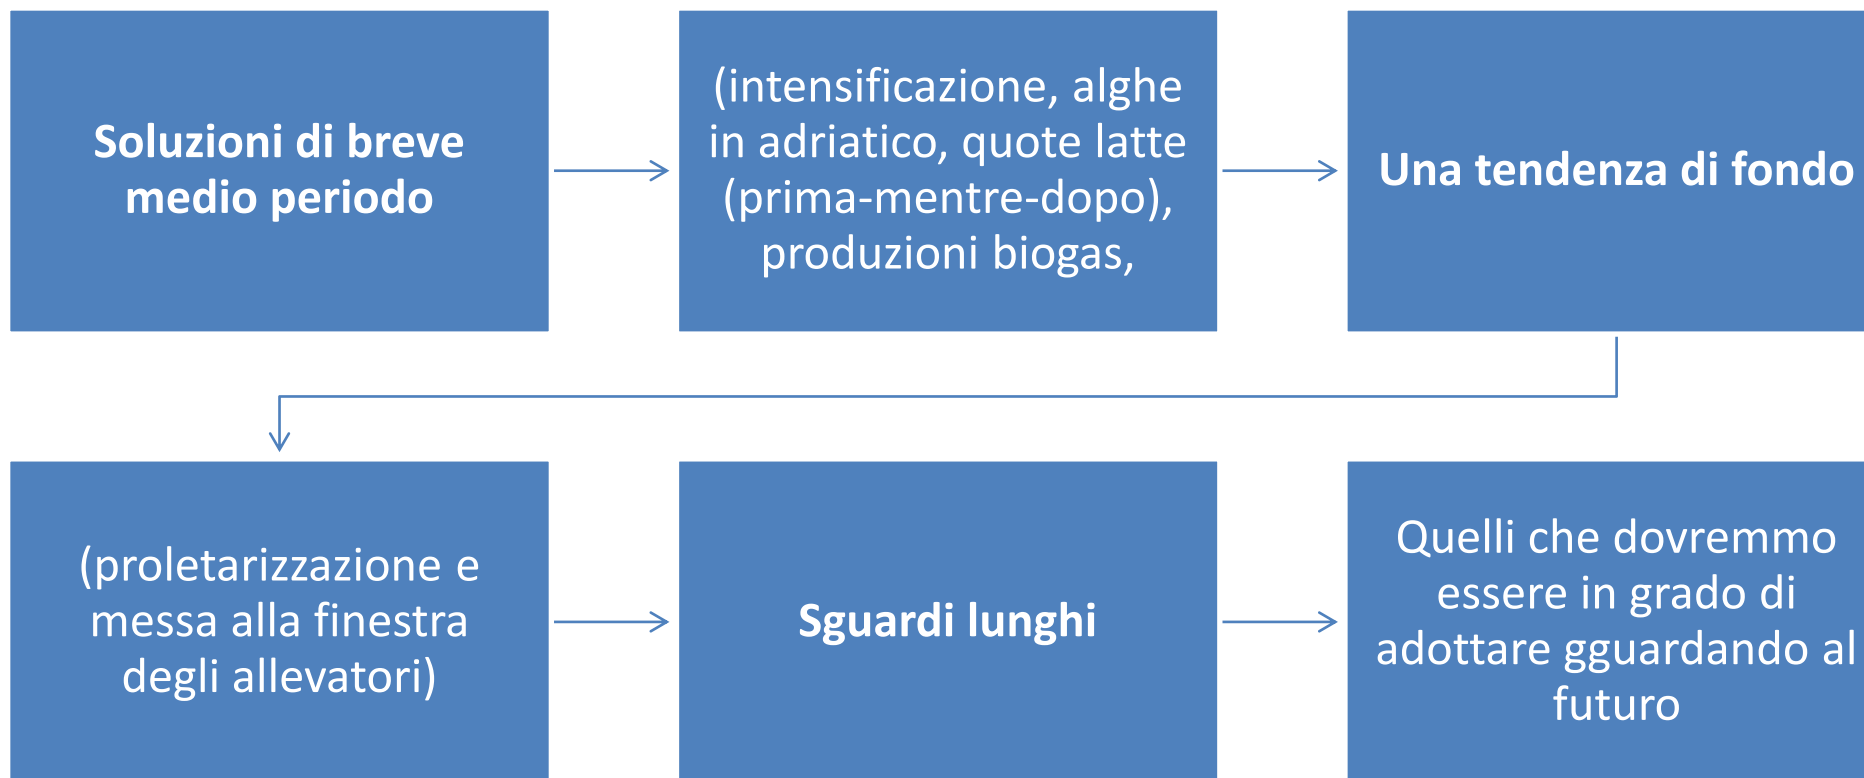 Soluzioni di breve
medio periodo
(intensificazione, alghe
in adriatico, quote latte
(prima-mentre-dopo),
produzioni biogas,
Una tendenza di fondo
(proletarizzazione e
messa alla finestra
degli allevatori)
Sguardi lunghi
Quelli che dovremmo
essere in grado di
adottare gguardando al
futuro